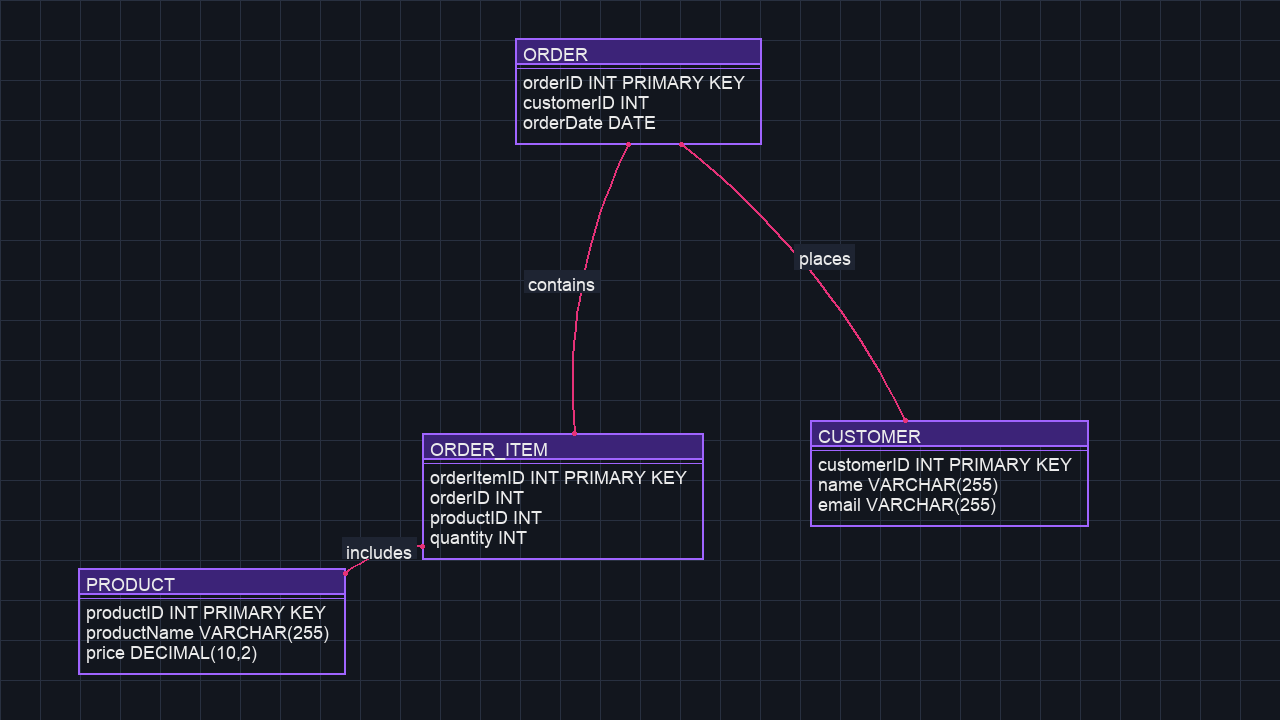 ORDER
orderID INT PRIMARY KEY
customerID INT
orderDate DATE
contains
places
ORDER_ITEM
orderItemID INT PRIMARY KEY
orderID INT
productID INT
quantity INT
CUSTOMER
customerID INT PRIMARY KEY
name VARCHAR(255)
email VARCHAR(255)
includes
PRODUCT
productID INT PRIMARY KEY
productName VARCHAR(255)
price DECIMAL(10,2)